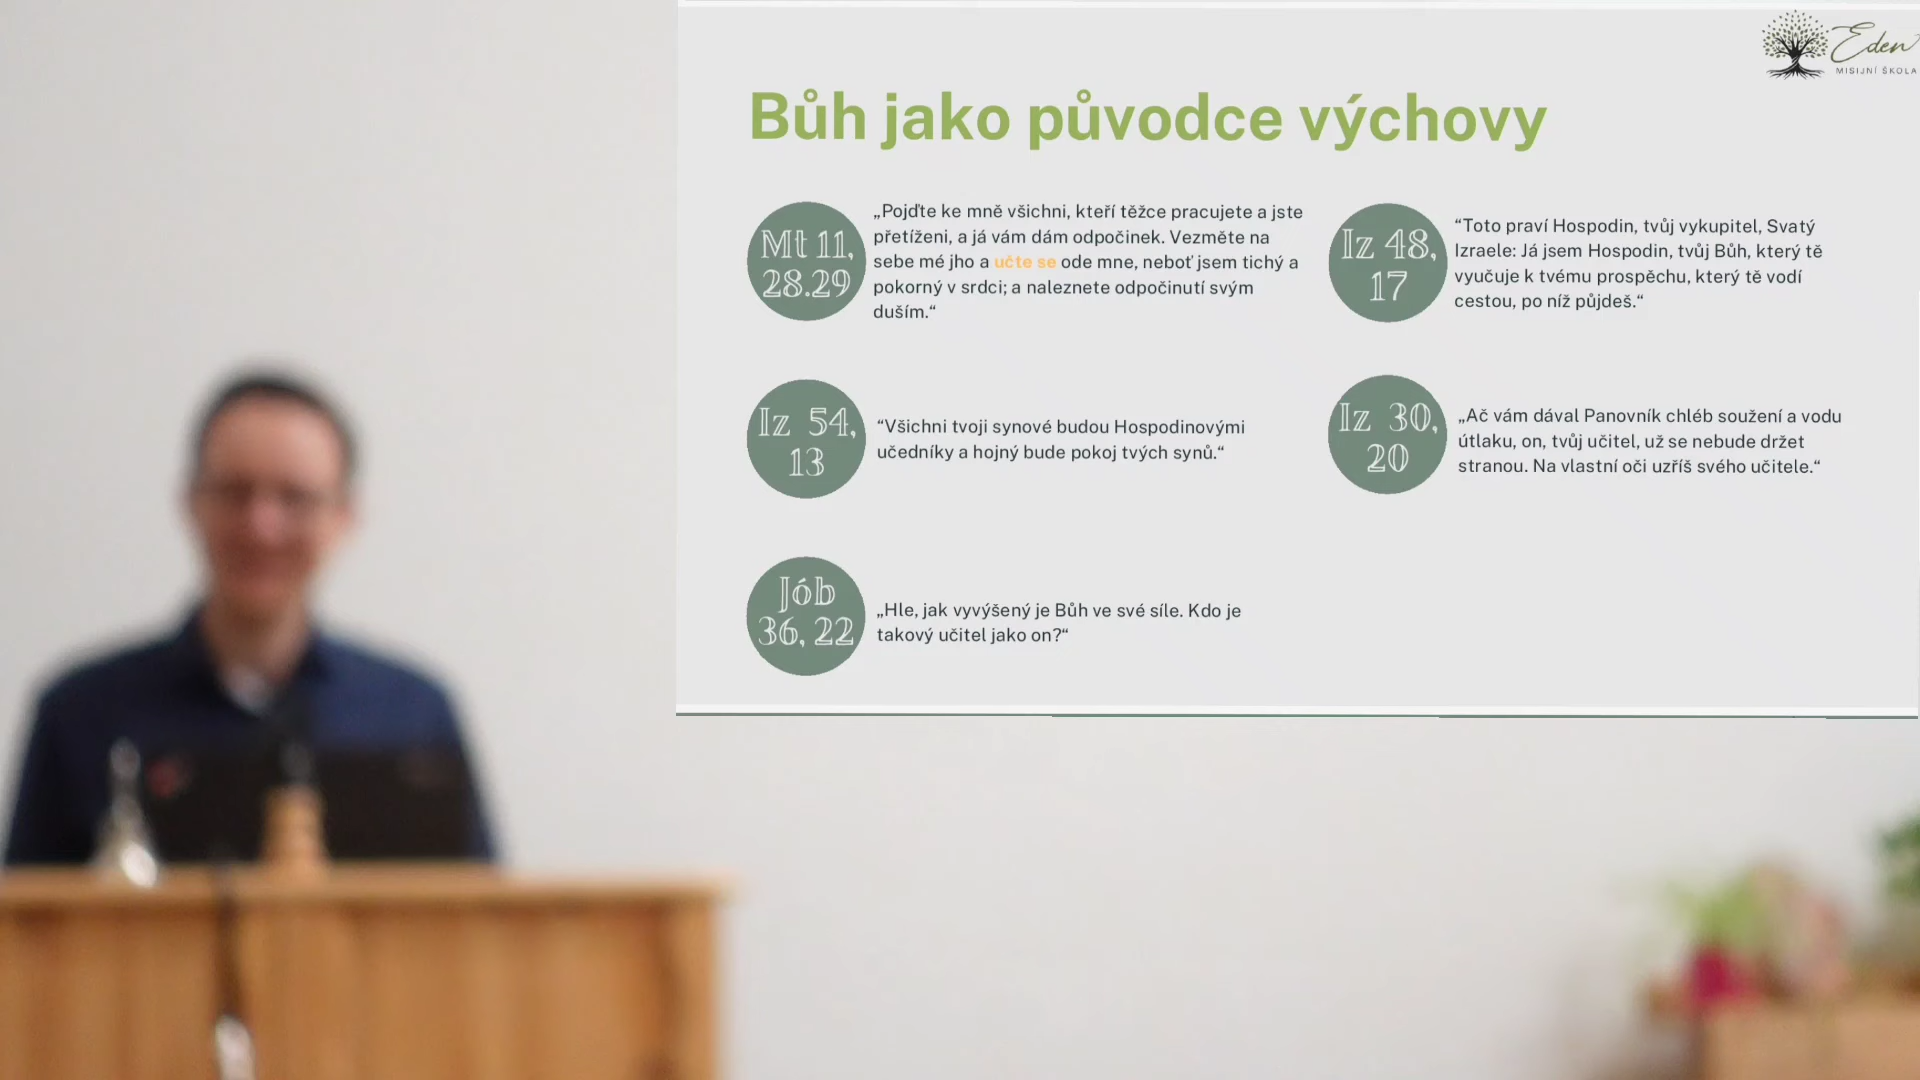 Eden
MISIJNÍ ŠKOLA
Bůh jako původce výchovy
Mt 11,
28.29
„Pojďte ke mně všichni, kteří těžce pracujete a jste
přetíženi, a já vám dám odpočinek. Vezměte na
sebe mé jho a učte se ode mne, neboť jsem tichý a
pokorný v srdci; a naleznete odpočinutí svým
duším.“
Iz 48,
17
“Toto praví Hospodin, tvůj vykupitel, Svatý
Izraele: Já jsem Hospodin, tvůj Bůh, který tě
vyučuje k tvému prospěchu, který tě vodí
cestou, po níž půjdeš.“
Iz 54,
13
“Všichni tvoji synové budou Hospodinovými
učedníky a hojný bude pokoj tvých synů.“
Iz 30,
20
„Ač vám dával Panovník chléb soužení a vodu
útlaku, on, tvůj učitel, už se nebude držet
stranou. Na vlastní oči uzříš svého učitele.“
Jób
36, 22
„Hle, jak vyvýšený je Bůh ve své síle. Kdo je
takový učitel jako on?“